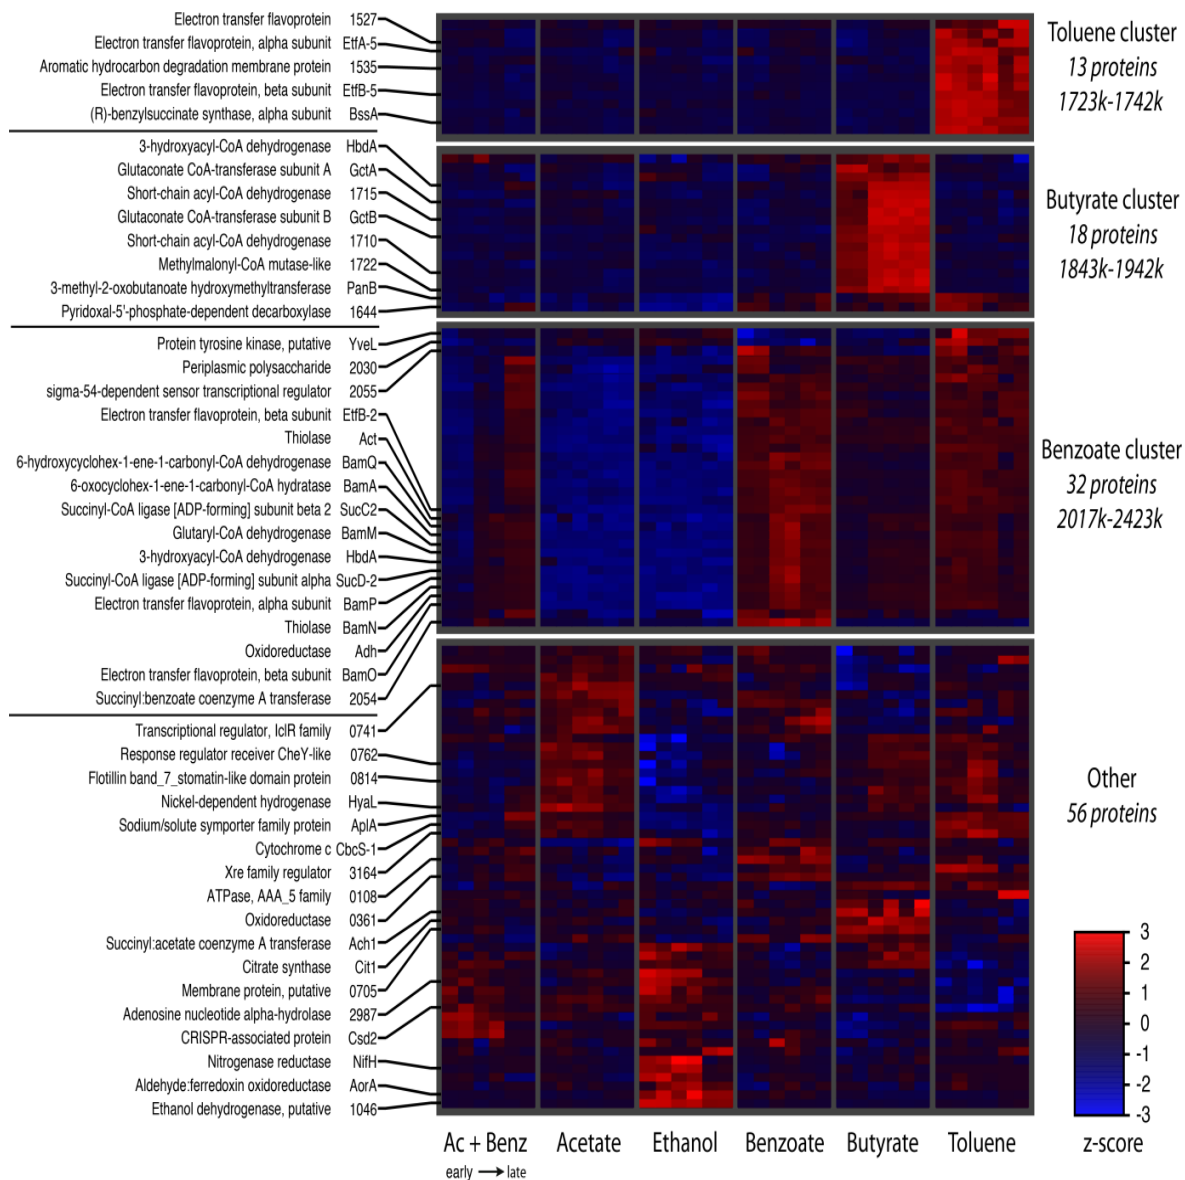 Electron transfer flavoprotein 1527
Electron transfer flavoprotein, alpha subunit EtfA-5
Aromatic hydrocarbon degradation membrane protein 1535
Electron transfer flavoprotein, beta subunit EtfB-5
(R)-benzylsuccinate synthase, alpha subunit BssA
Toluene cluster
13 proteins
1723k-1742k
3-hydroxyacyl-CoA dehydrogenase HbdA
Glutaconate CoA-transferase subunit A GctA
Short-chain acyl-CoA dehydrogenase 1715
Glutaconate CoA-transferase subunit B GctB
Short-chain acyl-CoA dehydrogenase 1710
Methylmalonyl-CoA mutase-like 1722
3-methyl-2-oxobutanoate hydroxymethyltransferase PanB
Pyridoxal-5'-phosphate-dependent decarboxylase 1644
Butyrate cluster
18 proteins
1843k-1942k
Protein tyrosine kinase, putative YveL
Periplasmic polysaccharide 2030
sigma-54-dependent sensor transcriptional regulator 2055
Electron transfer flavoprotein, beta subunit EtfB-2
Thiolase Act
6-hydroxycyclohex-1-ene-1-carbonyl-CoA dehydrogenase BamQ
6-oxocyclohex-1-ene-1-carbonyl-CoA hydratase BamA
Succinyl-CoA ligase [ADP-forming] subunit beta 2 SucC2
Glutaryl-CoA dehydrogenase BamM
3-hydroxyacyl-CoA dehydrogenase HbdA
Succinyl-CoA ligase [ADP-forming] subunit alpha SucD-2
Electron transfer flavoprotein, alpha subunit BamP
Thiolase BamN
Oxidoreductase Adh
Electron transfer flavoprotein, beta subunit BamO
Succinyl:benzoate coenzyme A transferase 2054
Benzoate cluster
32 proteins
2017k-2423k
Transcriptional regulator, IclR family 0741
Response regulator receiver CheY-like 0762
Flotillin band_7_stomatin-like domain protein 0814
Nickel-dependent hydrogenase HyaL
Sodium/solute symporter family protein AplA
Cytochrome c CbcS-1
Xre family regulator 3164
ATPase, AAA_5 family 0108
Oxidoreductase 0361
Succinyl:acetate coenzyme A transferase Ach1
Citrate synthase Cit1
Membrane protein, putative 0705
Adenosine nucleotide alpha-hydrolase 2987
CRISPR-associated protein Csd2
Nitrogenase reductase NifH
Aldehyde:ferredoxin oxidoreductase AorA
Ethanol dehydrogenase, putative 1046
Other
56 proteins
3
2
1
0
-1
-2
-3
z-score
Ac + Benz Acetate Ethanol Benzoate Butyrate Toluene
early → late